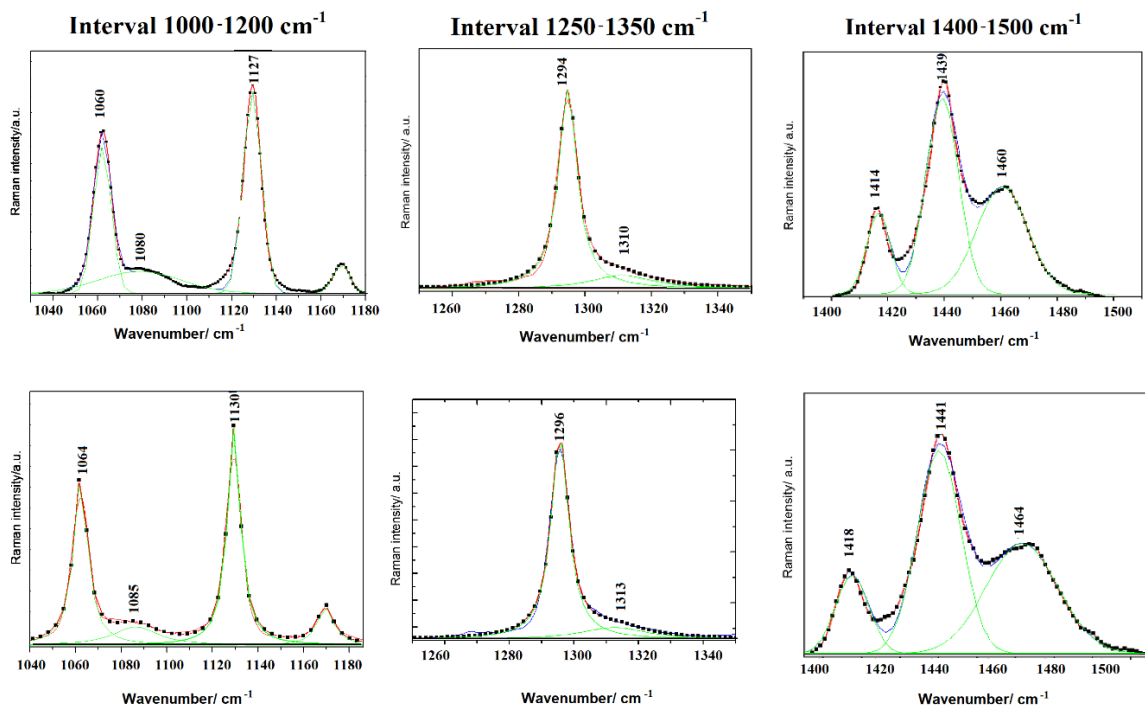 Interval 1000-1200 cm-1
Interval 1250-1350 cm-1
Interval 1400-1500 cm-1
Raman intensity/a.u.
1060
1080
1127
1040 1060 1080 1100 1120 1140 1160 1180
Wavenumber/ cm-1
Raman intensity/ a.u.
1294
1310
1260 1280 1300 1320 1340
Wavenumber/ cm-1
Raman intensity/ a.u.
1414
1439
1460
1400 1420 1440 1460 1480 1500
Wavenumber/ cm-1
Raman intensity/a.u.
1064
1085
1130
1040 1060 1080 1100 1120 1140 1160 1180
Wavenumber/ cm-1
Raman intensity/ a.u.
1296
1313
1260 1280 1300 1320 1340
Wavenumber/ cm-1
Raman intensity/ a.u.
1418
1441
1464
1400 1420 1440 1460 1480 1500
Wavenumber/ cm-1